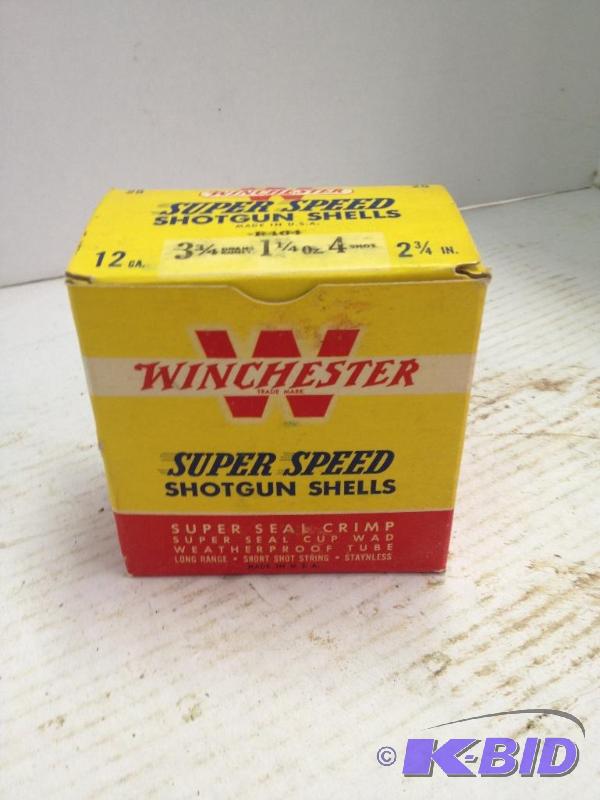 25 25
WINCHESTER
SUPER SPEED
SHOTGUN SHELLS
MADE IN U.S.A.
12 GA. 3¾ 1¼ OZ. 4 SHOT 2¾ IN.
W
WINCHESTER
TRADE MARK
SUPER SPEED
SHOTGUN SHELLS
SUPER SEAL CRIMP
SUPER SEAL CUP WAD
WEATHERPROOF TUBE
LONG RANGE • SHORT SHOT STRING • STAYNLESS
MADE IN U.S.A.
© K-BID